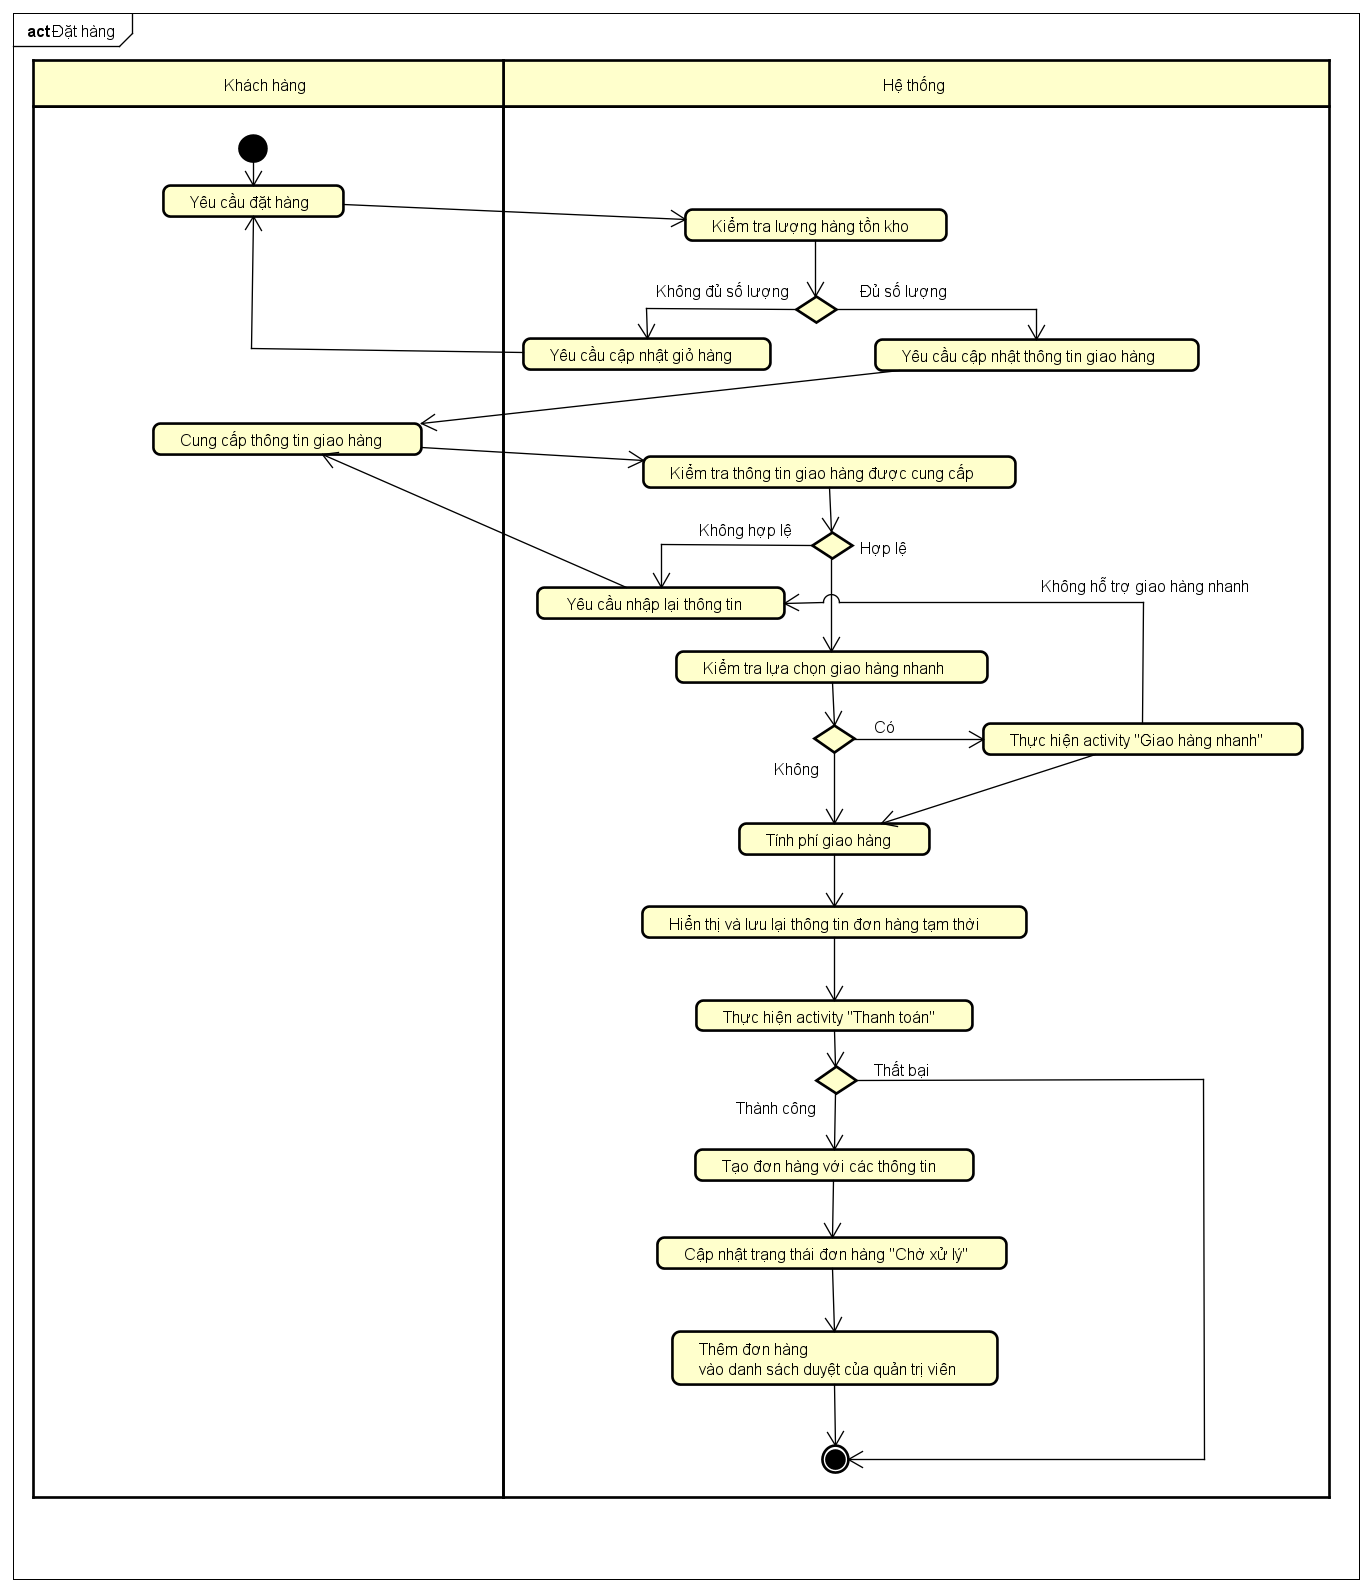 act Đặt hàng
Khách hàng
Hệ thống
Yêu cầu đặt hàng
Kiểm tra lượng hàng tồn kho
Không đủ số lượng
Đủ số lượng
Yêu cầu cập nhật giỏ hàng
Yêu cầu cập nhật thông tin giao hàng
Cung cấp thông tin giao hàng
Kiểm tra thông tin giao hàng được cung cấp
Không hợp lệ
Hợp lệ
Không hỗ trợ giao hàng nhanh
Yêu cầu nhập lại thông tin
Kiểm tra lựa chọn giao hàng nhanh
Có
Thực hiện activity "Giao hàng nhanh"
Không
Tính phí giao hàng
Hiển thị và lưu lại thông tin đơn hàng tạm thời
Thực hiện activity "Thanh toán"
Thất bại
Thành công
Tạo đơn hàng với các thông tin
Cập nhật trạng thái đơn hàng "Chờ xử lý"
Thêm đơn hàng
vào danh sách duyệt của quản trị viên